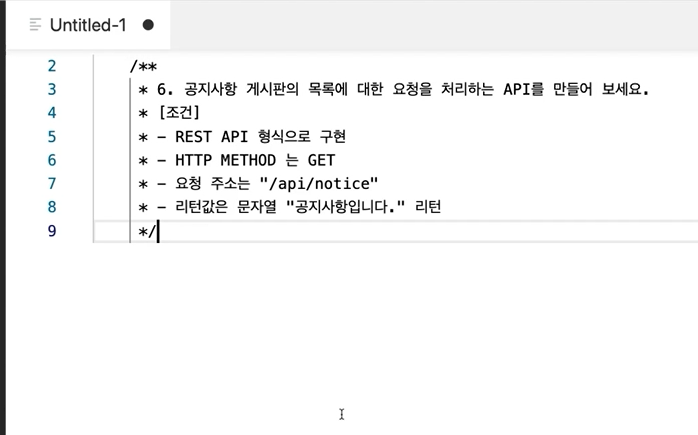 Untitled-1
2 /**
3 * 6. 공지사항 게시판의 목록에 대한 요청을 처리하는 API를 만들어 보세요.
4 * [조건]
5 * - REST API 형식으로 구현
6 * - HTTP METHOD 는 GET
7 * - 요청 주소는 "/api/notice"
8 * - 리턴값은 문자열 "공지사항입니다." 리턴
9 */